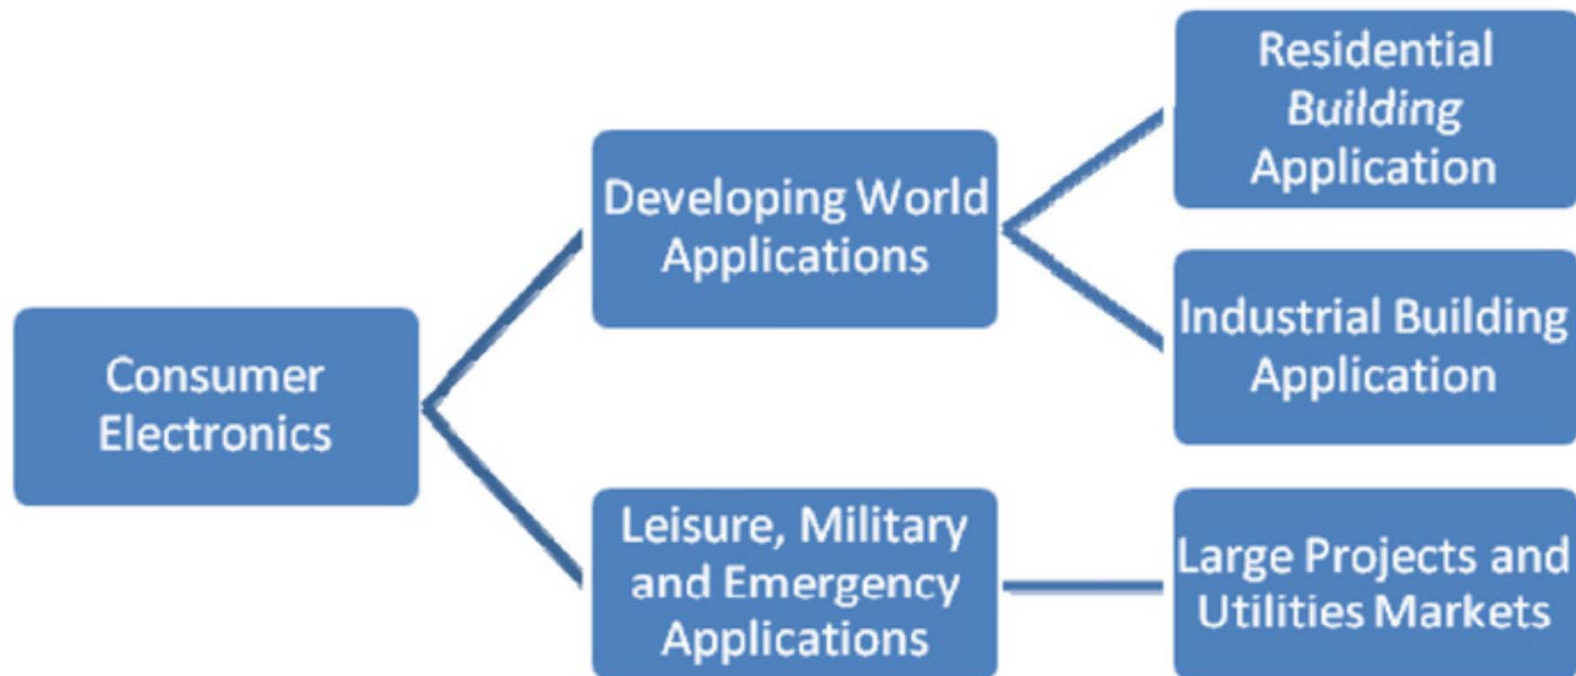 Consumer
Electronics
Developing World
Applications
Leisure, Military
and Emergency
Applications
Residential
Building
Application
Industrial Building
Application
Large Projects and
Utilities Markets